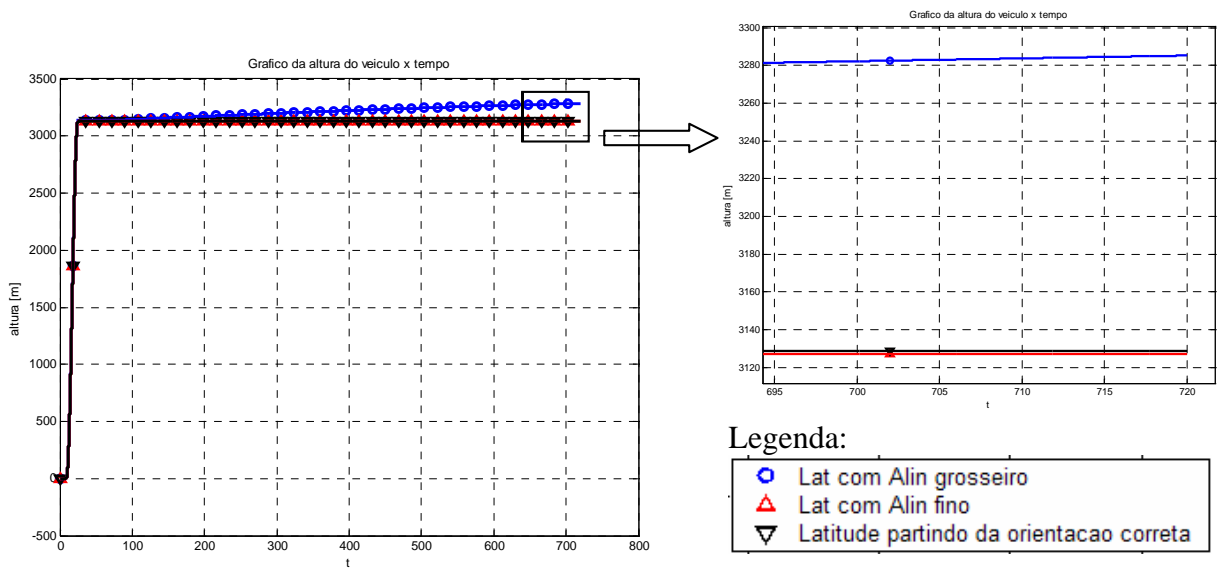 Grafico da altura do veiculo x tempo
3500
3000
2500
2000
1500
1000
500
0
-500
altura [m]
0 100 200 300 400 500 600 700 800
t
Grafico da altura do veiculo x tempo
3300
3280
3260
3240
3220
3200
3180
3160
3140
3120
altura [m]
695 700 705 710 715 720
t
Legenda:
Lat com Alin grosseiro
Lat com Alin fino
Latitude partindo da orientacao correta